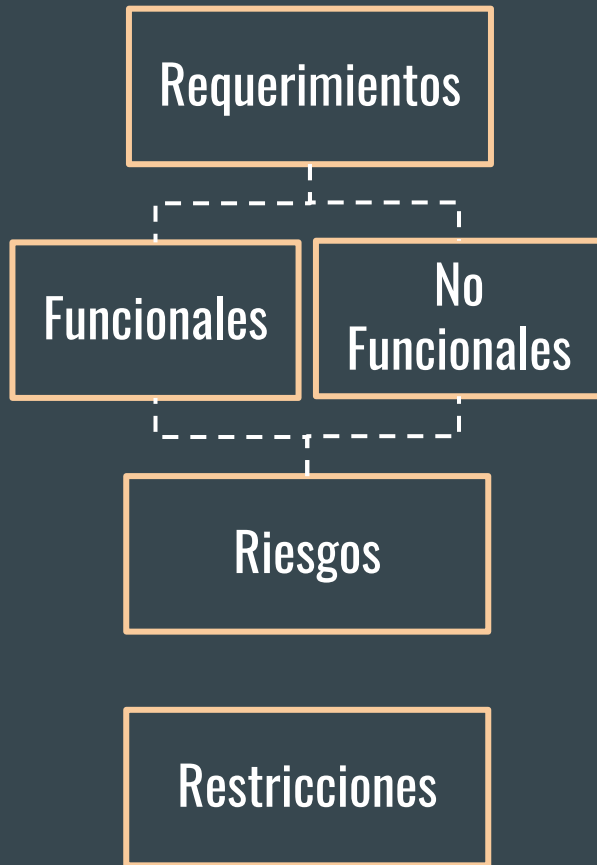 Requerimientos
Funcionales
No
Funcionales
Riesgos
Restricciones